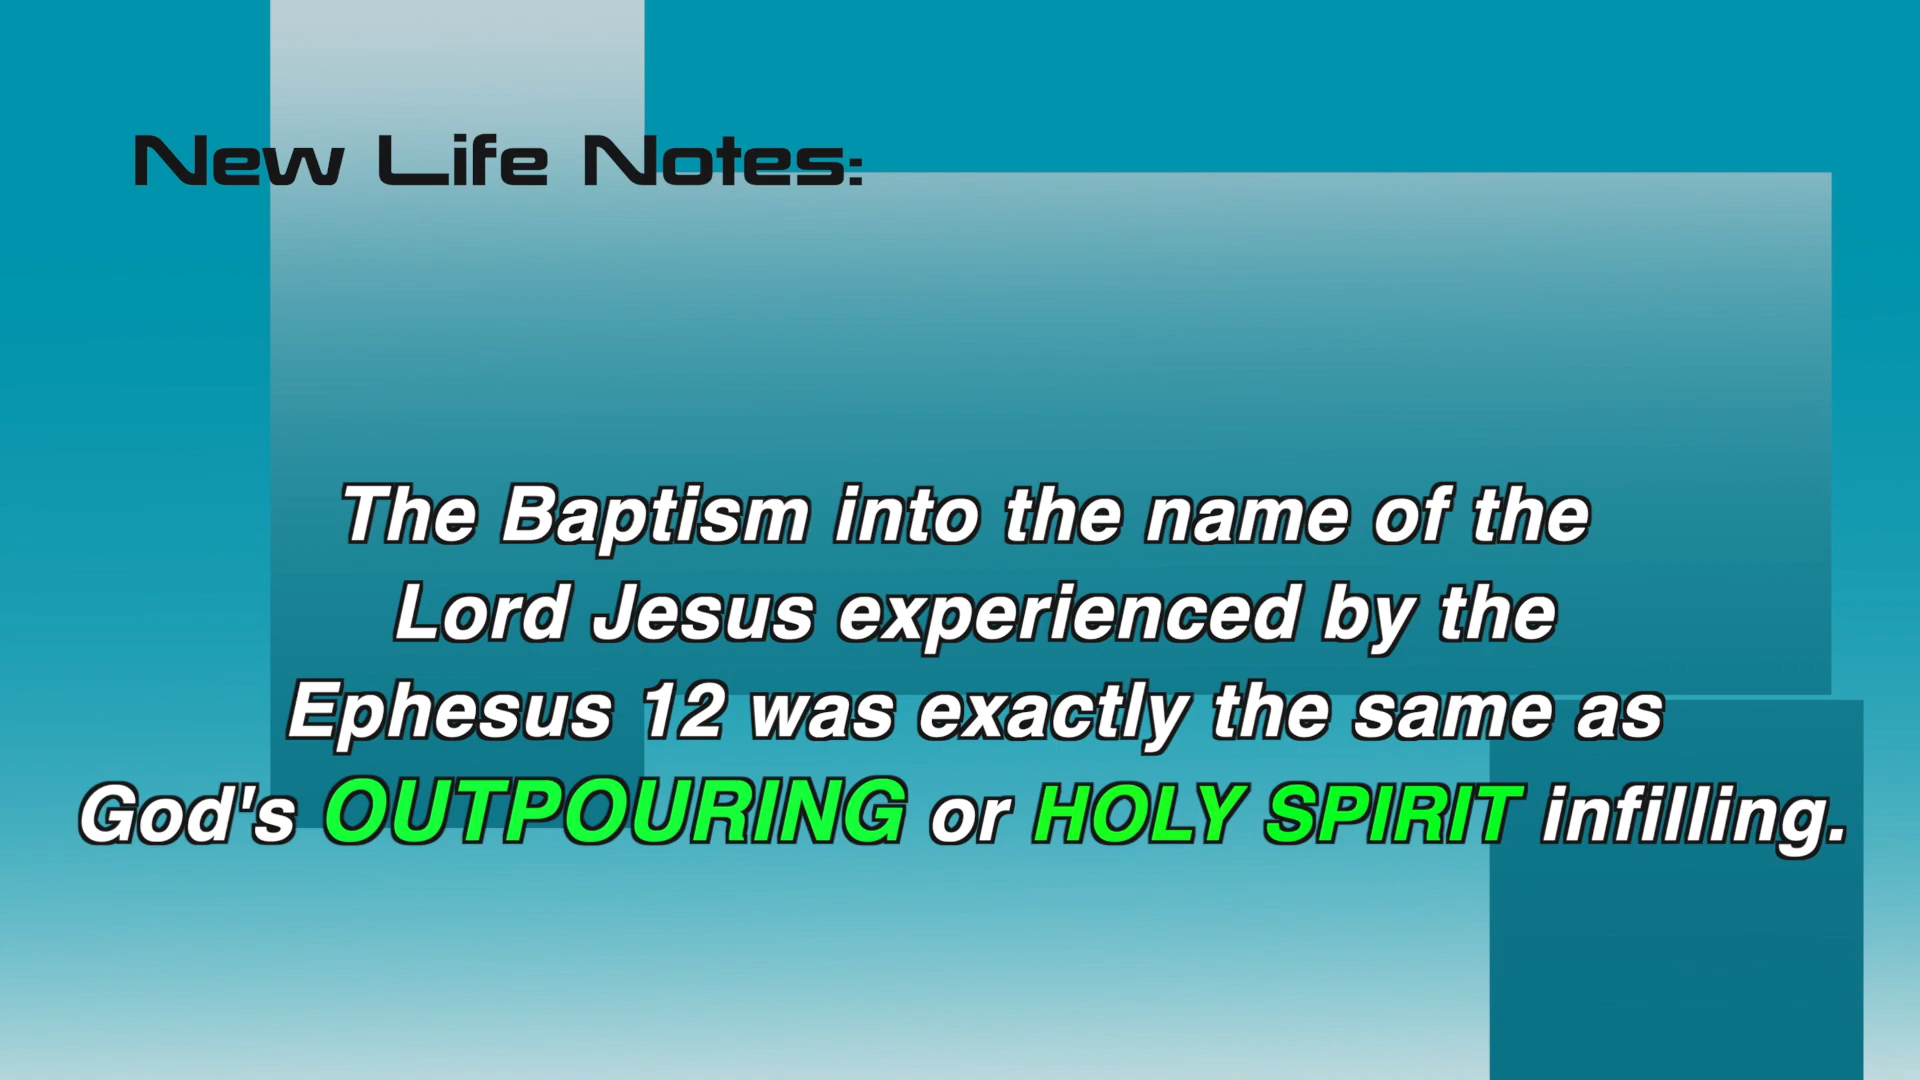 New Life Notes:
The Baptism into the name of the
Lord Jesus experienced by the
Ephesus 12 was exactly the same as
God's OUTPOURING or HOLY SPIRIT infilling.